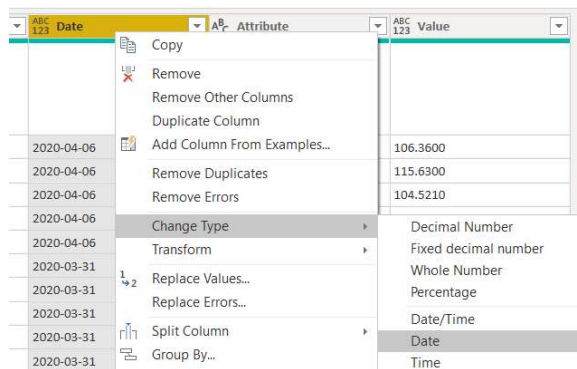 ABC 123 Date ABC Attribute ABC 123 Value
Copy
Remove
Remove Other Columns
Duplicate Column
2020-04-06 Add Column From Examples... 106.3600
2020-04-06 Remove Duplicates 115.6300
2020-04-06 Remove Errors 104.5210
2020-04-06 Change Type Decimal Number
2020-04-06 Transform Fixed decimal number
2020-03-31 1 2 Replace Values... Whole Number
2020-03-31 Replace Errors... Percentage
2020-03-31 Split Column Date/Time
2020-03-31 Group By... Date
2020-03-31 Time